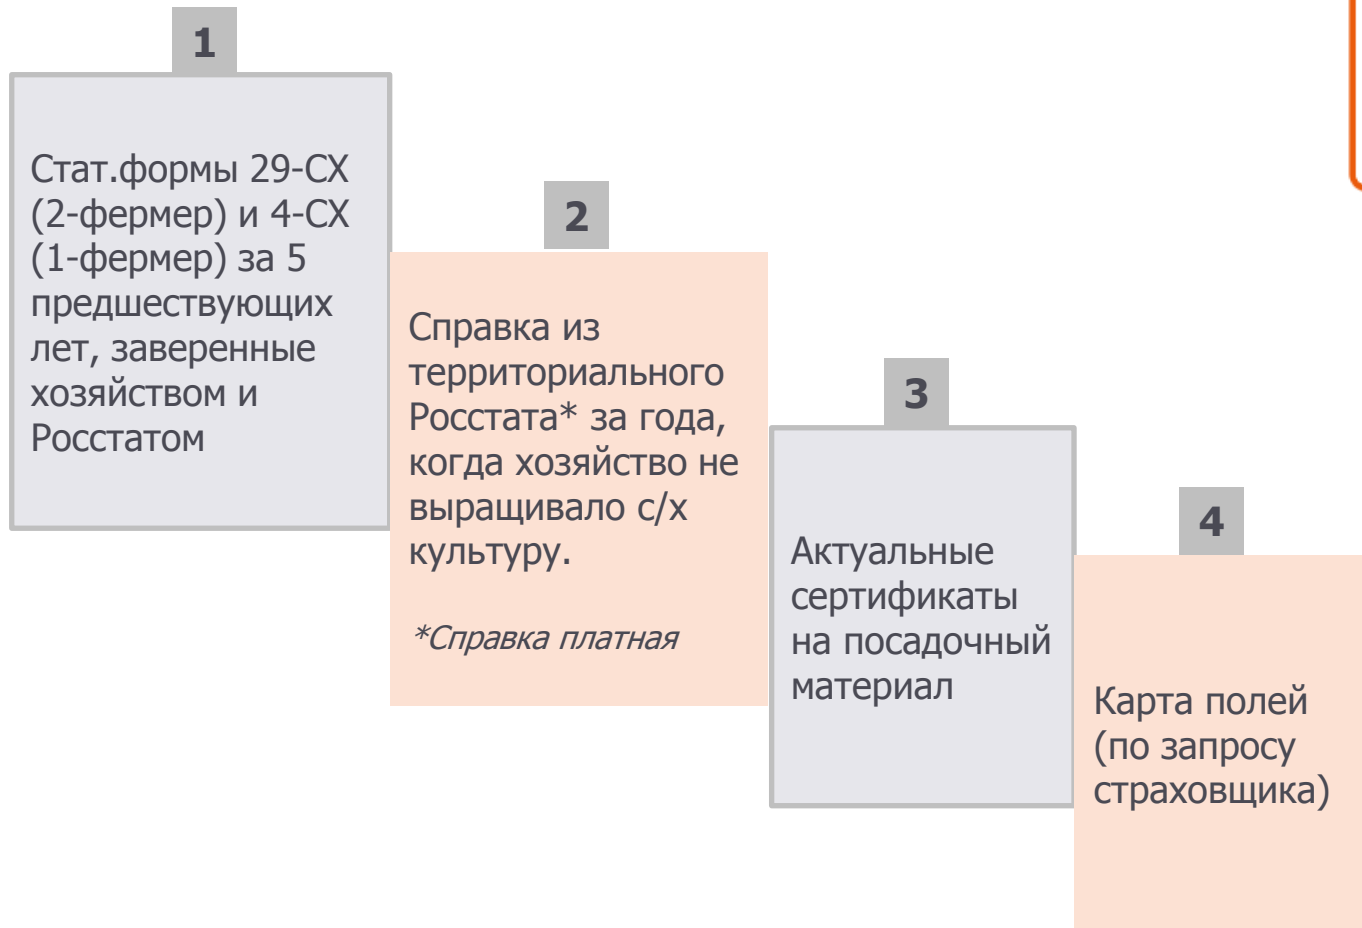 1
Стат.формы 29-СХ
(2-фермер) и 4-СХ
(1-фермер) за 5
предшествующих
лет, заверенные
хозяйством и
Росстатом
2
Справка из
территориального
Росстата* за года,
когда хозяйство не
выращивало с/х
культуру.
*Справка платная
3
Актуальные
сертификаты
на посадочный
материал
4
Карта полей
(по запросу
страховщика)